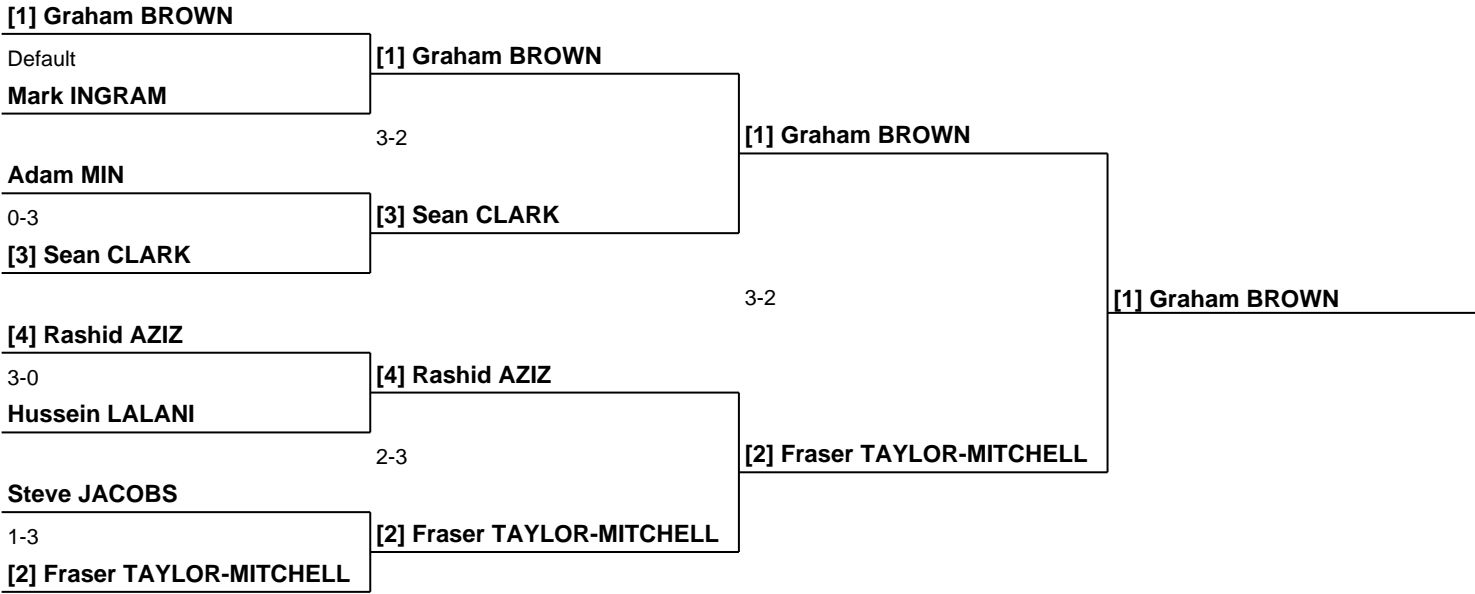 [1] Graham BROWN
Default
[1] Graham BROWN
Mark INGRAM
3-2
[1] Graham BROWN
Adam MIN
0-3
[3] Sean CLARK
[3] Sean CLARK
3-2
[1] Graham BROWN
[4] Rashid AZIZ
3-0
[4] Rashid AZIZ
Hussein LALANI
2-3
[2] Fraser TAYLOR-MITCHELL
Steve JACOBS
1-3
[2] Fraser TAYLOR-MITCHELL
[2] Fraser TAYLOR-MITCHELL